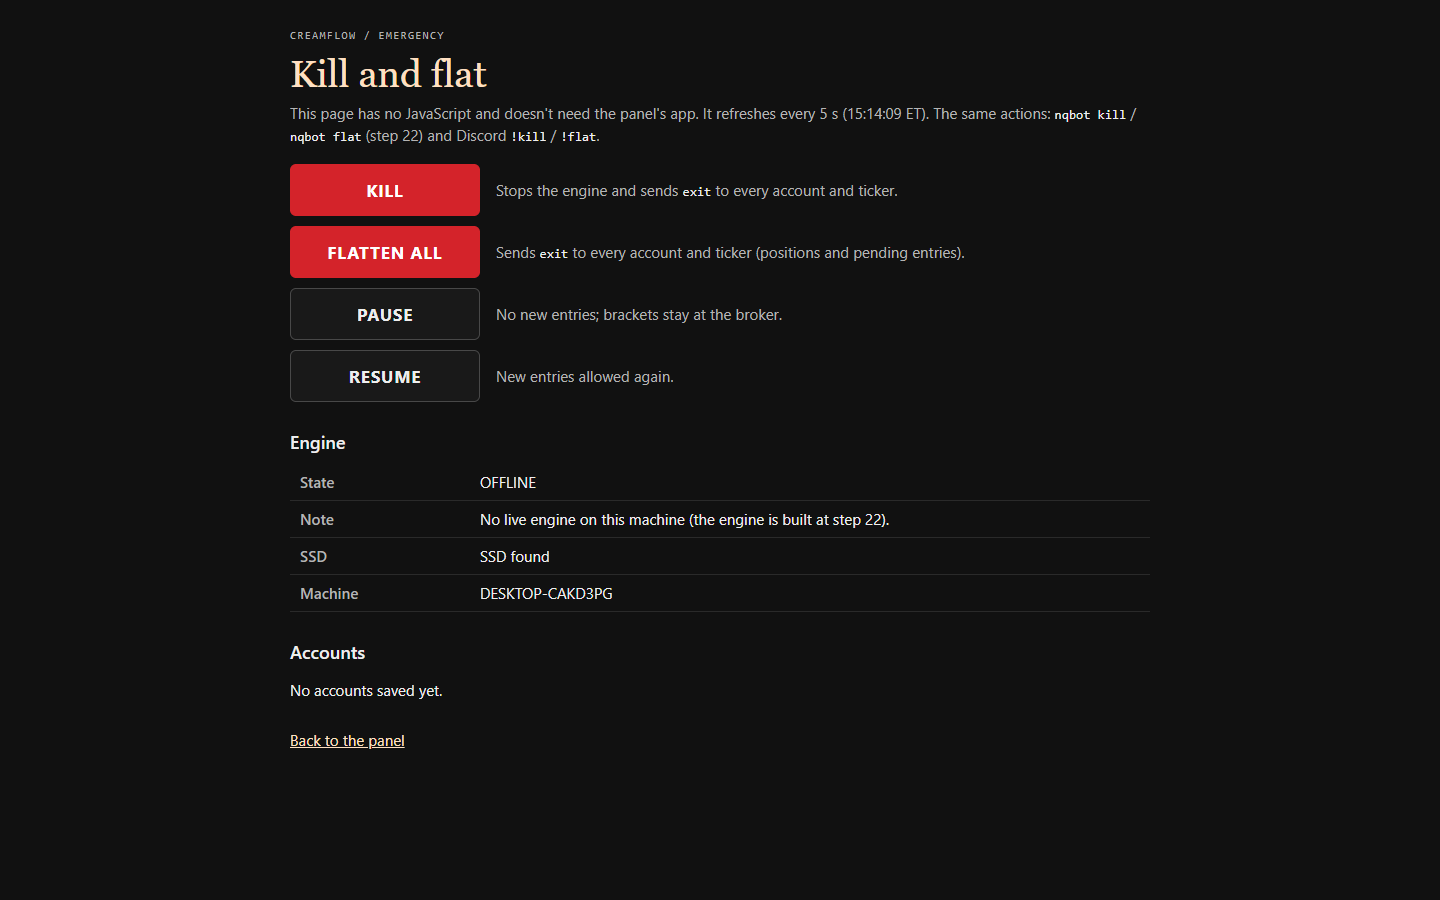 CREAMFLOW / EMERGENCY
Kill and flat
This page has no JavaScript and doesn't need the panel's app. It refreshes every 5 s (15:14:09 ET). The same actions: nqbot kill /
nqbot flat (step 22) and Discord !kill / !flat.
KILL
Stops the engine and sends exit to every account and ticker.
FLATTEN ALL
Sends exit to every account and ticker (positions and pending entries).
PAUSE
No new entries; brackets stay at the broker.
RESUME
New entries allowed again.
Engine
State OFFLINE
Note No live engine on this machine (the engine is built at step 22).
SSD SSD found
Machine DESKTOP-CAKD3PG
Accounts
No accounts saved yet.
Back to the panel